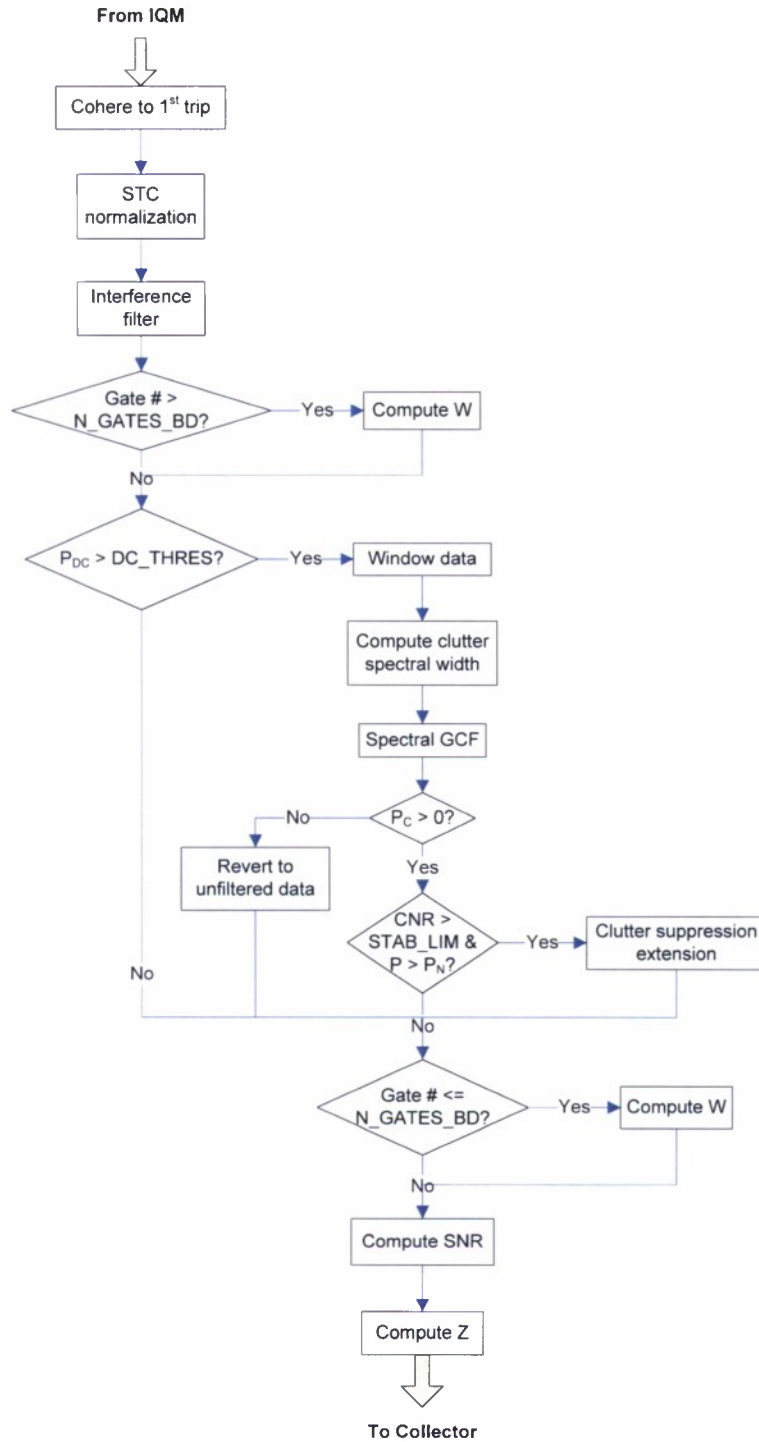 From IQM
Cohere to 1st trip
STC
normalization
Interference
filter
Gate # >
N_GATES_BD?
Yes
Compute W
No
PDC > DC_THRES?
Yes
Window data
Compute clutter
spectral width
Spectral GCF
PC > 0?
No
Revert to
unfiltered data
Yes
CNR >
STAB_LIM &
P > PN?
Yes
Clutter suppression
extension
No
No
Gate # <=
N_GATES_BD?
Yes
Compute W
No
Compute SNR
Compute Z
To Collector